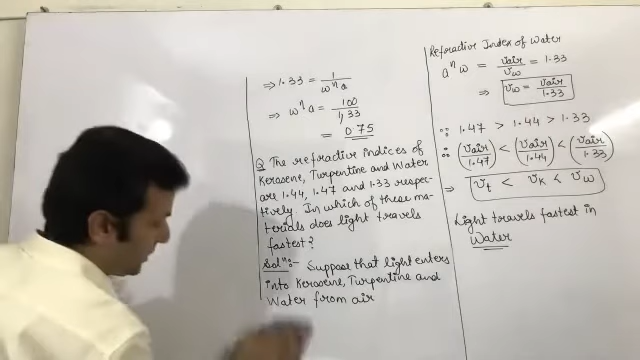 ⇒ 1.33 = 1/wⁿa
⇒ wⁿa = 100/1,33
= 0.75
Q The refractive indices of
Kerosene, Turpentine and Water
are 1.44, 1.47 and 1.33 respec-
tively. In which of these ma-
terials does light travels
fastest?
Solⁿ:- Suppose that light enters
into Kerosene, Turpentine and
Water from air
Refractive Index of Water
aⁿw = vair/vw = 1.33
⇒ vw = vair/1.33
∵ 1.47 > 1.44 > 1.33
∴ (vair/1.47) < (vair/1.44) < (vair/1.33)
⇒ vt < vk < vw
Light travels fastest in
Water